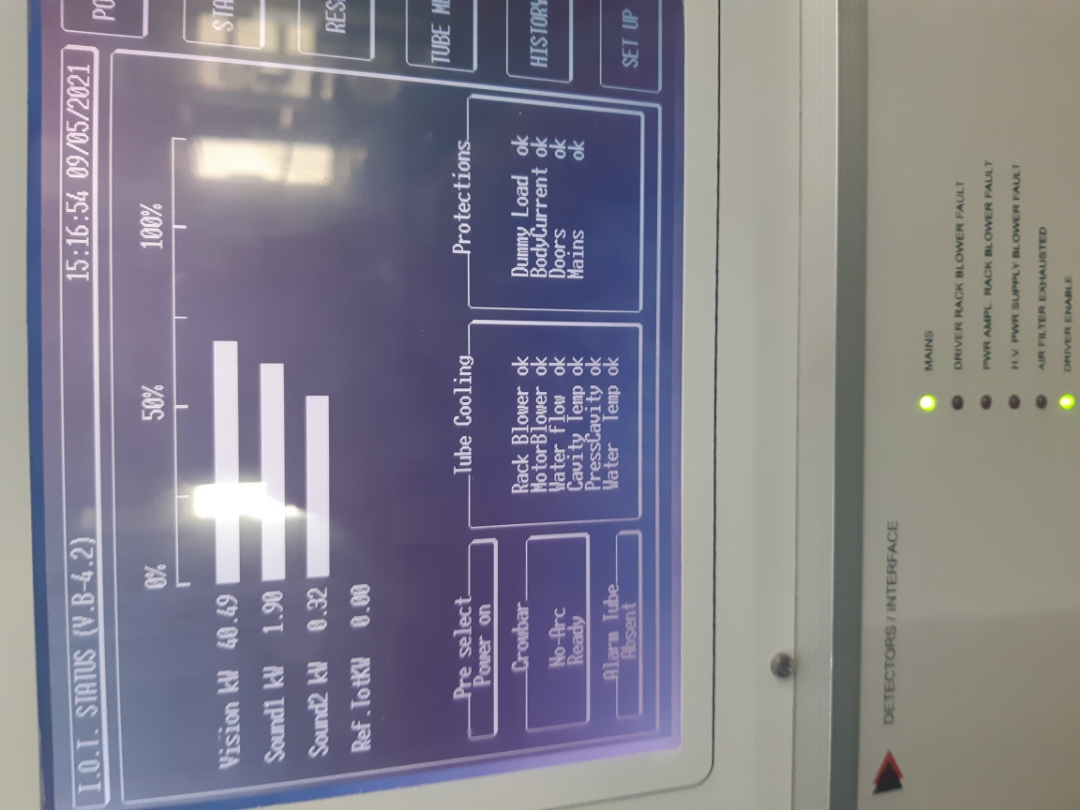 I.O.T. STATUS (V.B-4.2) 15:16:54 09/05/2021
0% 50% 100%
Vision kW 40.49
Sound1 kW 1.90
Sound2 kW 0.32
Ref.TotKW 0.00
Pre select
Power on
Crowbar
No-Arc
Ready
Alarm Tube
Absent
Tube Cooling
Rack Blower ok
MotorBlower ok
Water flow ok
Cavity Temp ok
PressCavity ok
Water Temp ok
Protections
Dummy Load ok
BodyCurrent ok
Doors ok
Mains ok
PO
STA
RES
TUBE M
HISTORY
SET UP
DETECTORS / INTERFACE
MAINS
DRIVER RACK BLOWER FAULT
PWR AMPL. RACK BLOWER FAULT
H.V. PWR SUPPLY BLOWER FAULT
AIR FILTER EXHAUSTED
DRIVER ENABLE